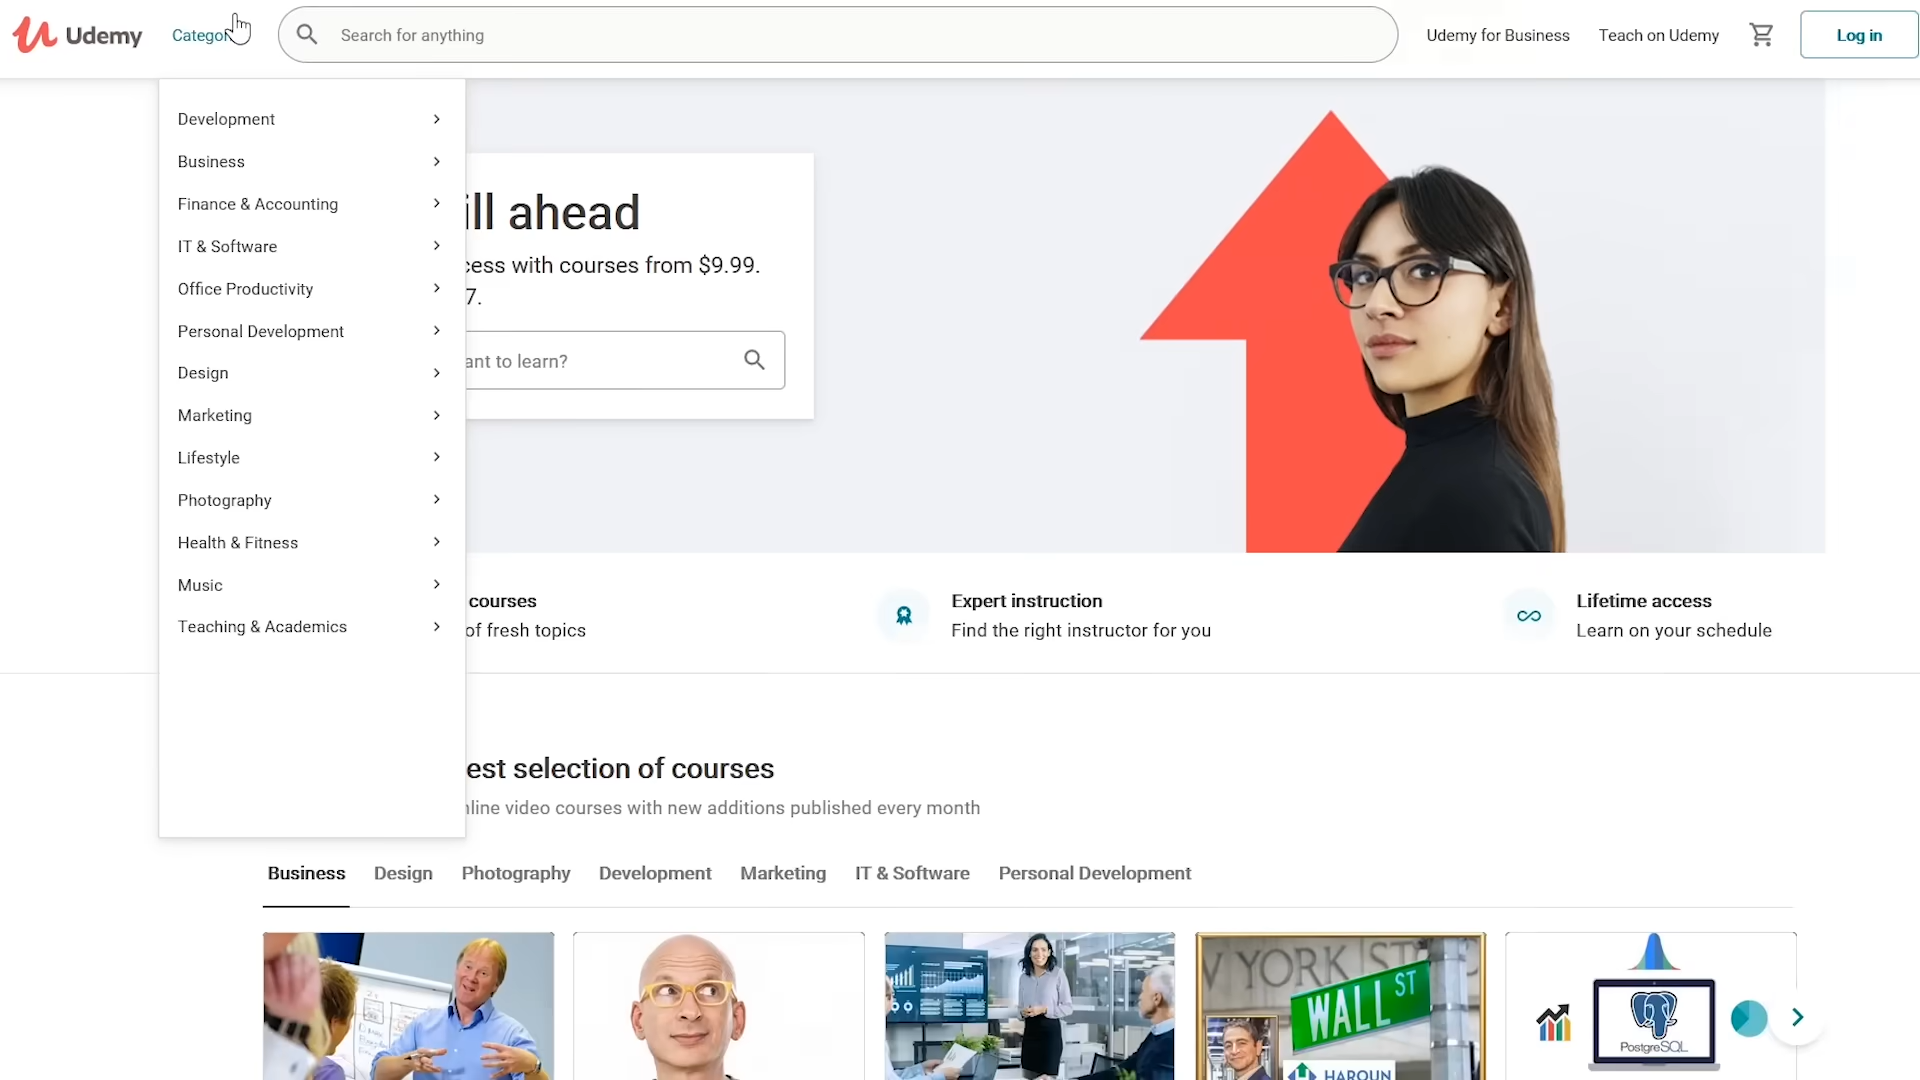 Udemy
Categor
Search for anything
Udemy for Business
Teach on Udemy
Log in
Development
Business
Finance & Accounting
IT & Software
Office Productivity
Personal Development
Design
Marketing
Lifestyle
Photography
Health & Fitness
Music
Teaching & Academics
ill ahead
cess with courses from $9.99.
7.
ant to learn?
courses
of fresh topics
Expert instruction
Find the right instructor for you
Lifetime access
Learn on your schedule
est selection of courses
nline video courses with new additions published every month
Business
Design
Photography
Development
Marketing
IT & Software
Personal Development
W YORK ST
WALL ST
HAROUN
PostgreSQL